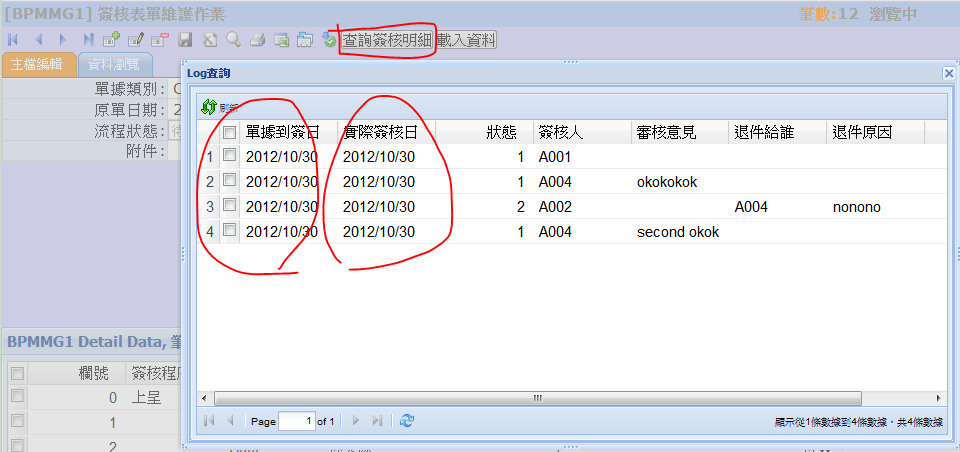 [BPMMG1] 簽核表單維護作業 筆數:12 瀏覽中
查詢簽核明細 載入資料
主檔編輯 資料瀏覽
Log查詢
單據類別:
原單日期: 2
流程狀態: 待
附件:
刷新
單據到簽日 實際簽核日 狀態 簽核人 審核意見 退件給誰 退件原因
1 2012/10/30 2012/10/30 1 A001
2 2012/10/30 2012/10/30 1 A004 okokokok
3 2012/10/30 2012/10/30 2 A002 A004 nonono
4 2012/10/30 2012/10/30 1 A004 second okok
BPMMG1 Detail Data, 筆
欄號 簽核程序
0 上呈
1
2
Page 1 of 1 顯示從1條數據到4條數據，共4條數據